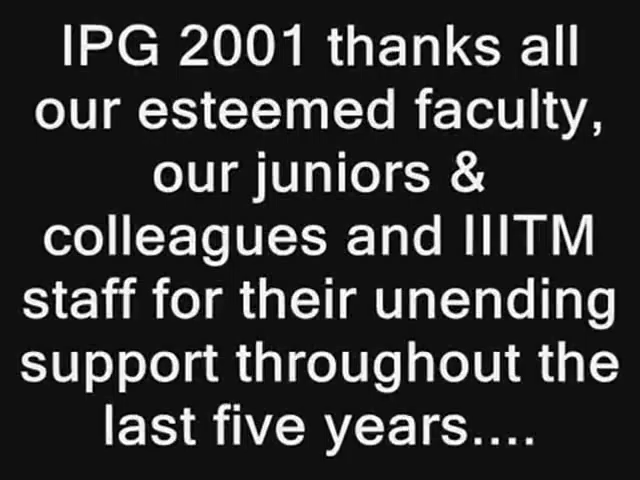 IPG 2001 thanks all
our esteemed faculty,
our juniors &
colleagues and IIITM
staff for their unending
support throughout the
last five years....